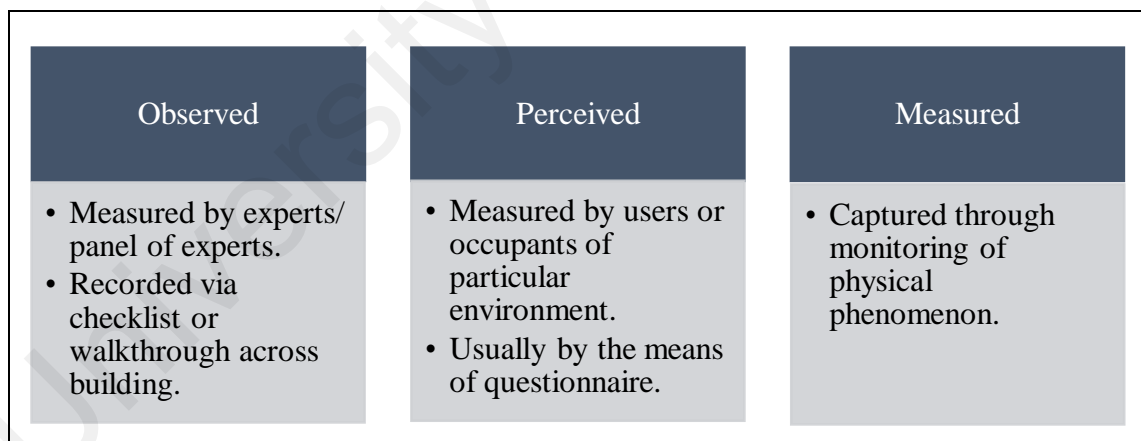 Observed
• Measured by experts/
panel of experts.
• Recorded via
checklist or
walkthrough across
building.
Perceived
• Measured by users or
occupants of
particular
environment.
• Usually by the means
of questionnaire.
Measured
• Captured through
monitoring of
physical
phenomenon.
University